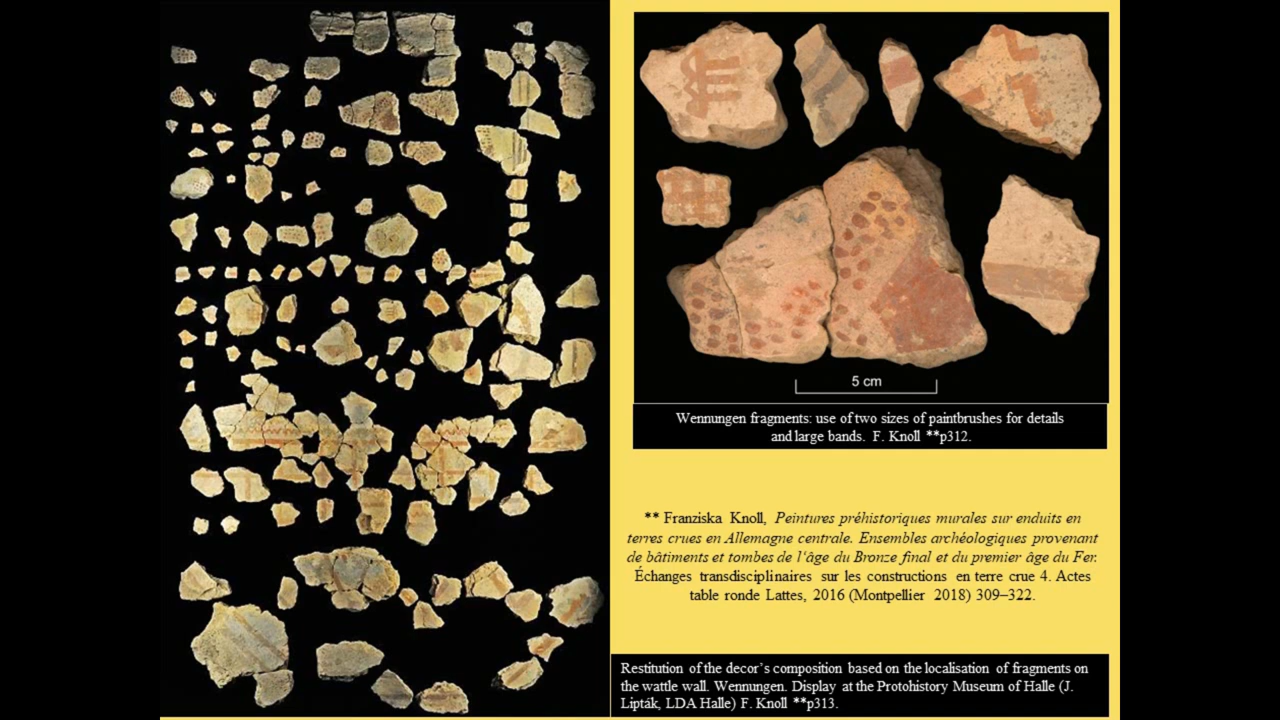 5 cm
Wennungen fragments: use of two sizes of paintbrushes for details
and large bands. F. Knoll **p312.
** Franziska Knoll, Peintures préhistoriques murales sur enduits en
terres crues en Allemagne centrale. Ensembles archéologiques provenant
de bâtiments et tombes de l'âge du Bronze final et du premier âge du Fer.
Échanges transdisciplinaires sur les constructions en terre crue 4. Actes
table ronde Lattes, 2016 (Montpellier 2018) 309–322.
Restitution of the decor's composition based on the localisation of fragments on
the wattle wall. Wennungen. Display at the Protohistory Museum of Halle (J.
Lipták, LDA Halle) F. Knoll **p313.